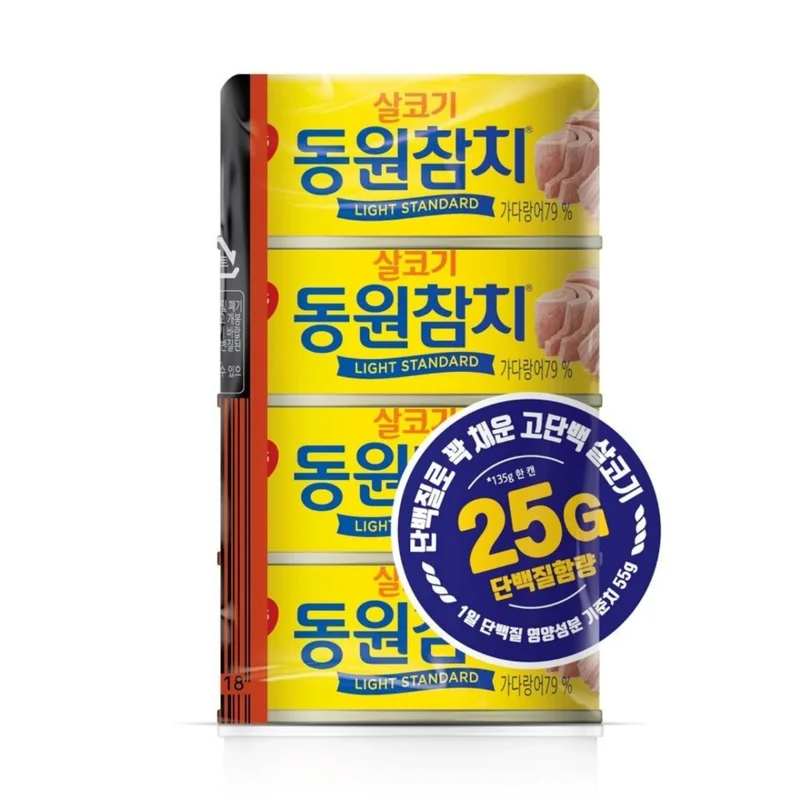 살코기
동원참치®
LIGHT STANDARD
가다랑어79 %
살코기
동원참치®
LIGHT STANDARD
가다랑어79 %
살코기
동원
LIGHT
살코기
동원참치
LIGHT STANDARD
가다랑어79 %
단백질로 꽉 채운 고단백 살코기
*135g 한 캔
25G
단백질함량
1일 단백질 영양성분 기준치 55g
18